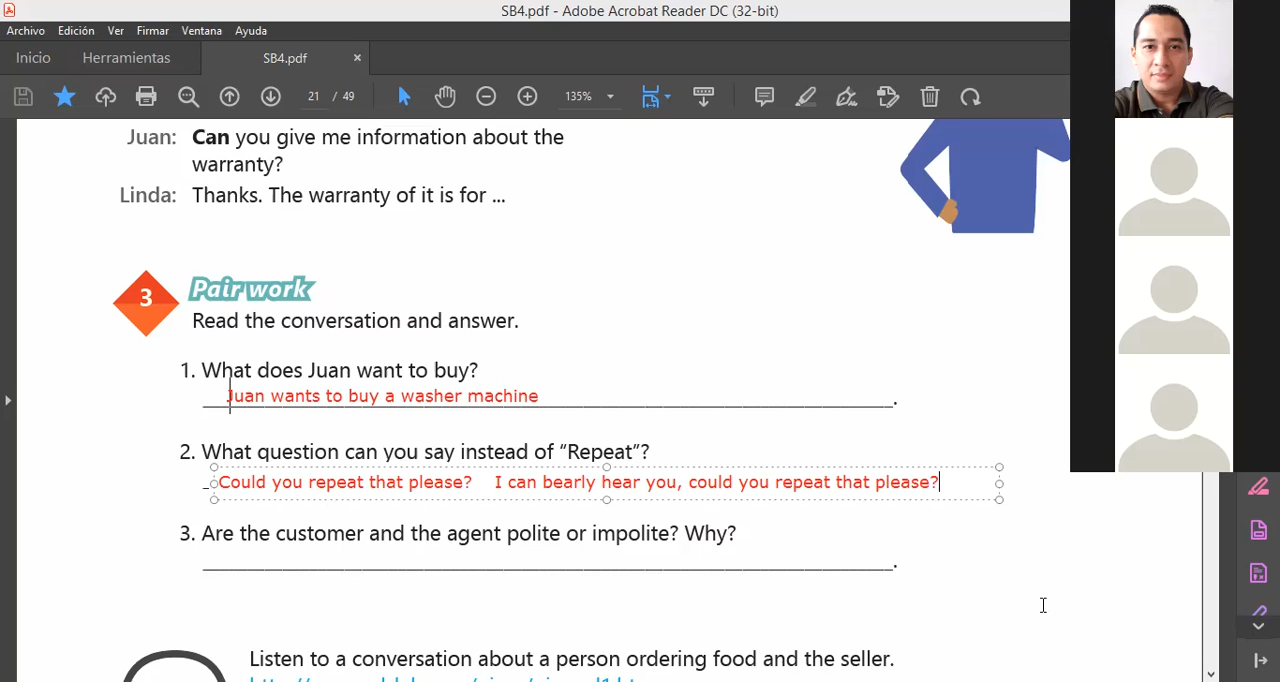 SB4.pdf - Adobe Acrobat Reader DC (32-bit)
Archivo Edición Ver Firmar Ventana Ayuda
Inicio Herramientas SB4.pdf ×
21 / 49 135%
Juan: Can you give me information about the
warranty?
Linda: Thanks. The warranty of it is for ...
3 Pair work
Read the conversation and answer.
1. What does Juan want to buy?
Juan wants to buy a washer machine
2. What question can you say instead of “Repeat”?
Could you repeat that please? I can bearly hear you, could you repeat that please?
3. Are the customer and the agent polite or impolite? Why?
Listen to a conversation about a person ordering food and the seller.